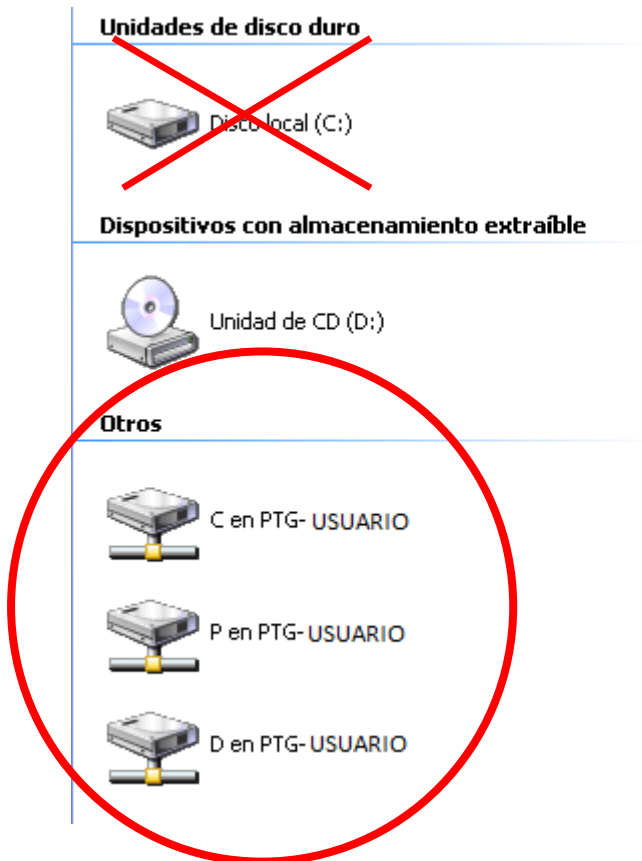 Unidades de disco duro
Disco local (C:)
Dispositivos con almacenamiento extraíble
Unidad de CD (D:)
Otros
C en PTG- USUARIO
P en PTG- USUARIO
D en PTG- USUARIO